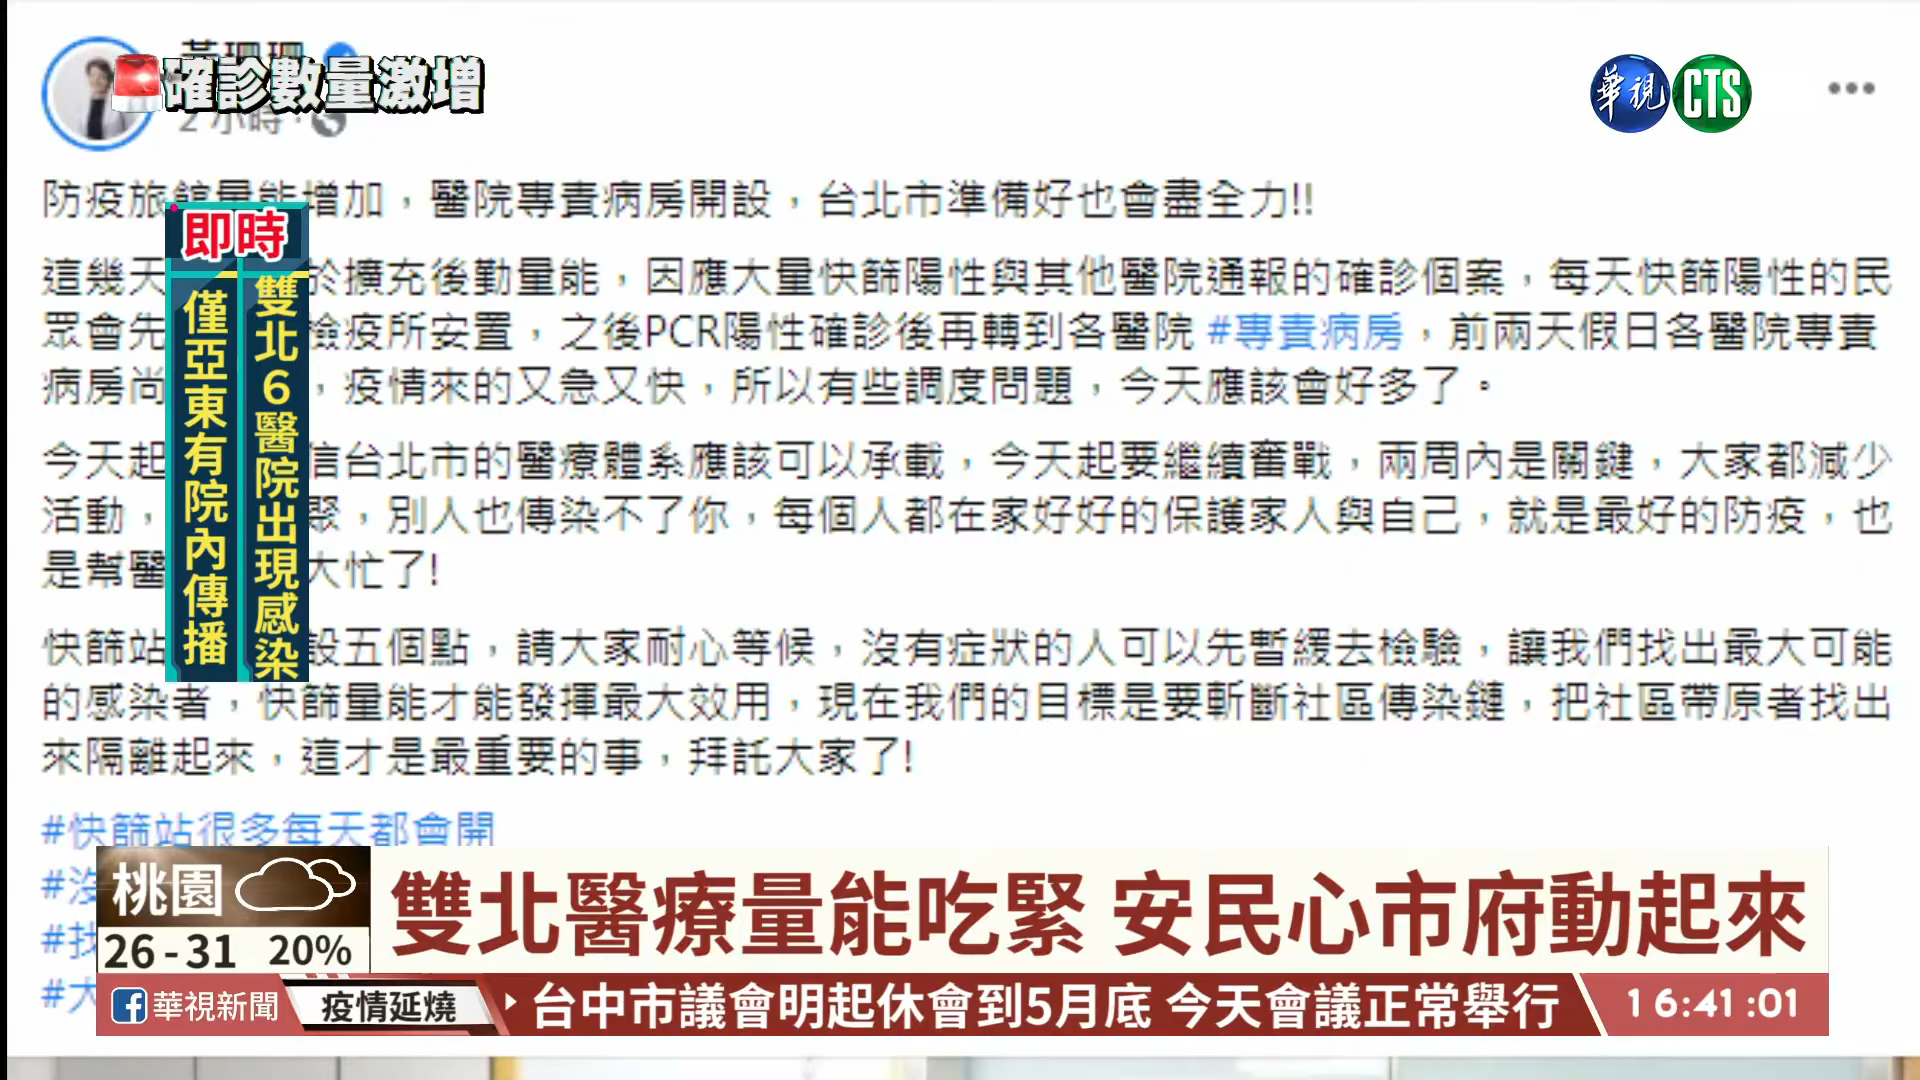 確診數量激增
華視 CTS
2 小時
防疫旅館量能增加，醫院專責病房開設，台北市準備好也會盡全力!!
這幾天 於擴充後勤量能，因應大量快篩陽性與其他醫院通報的確診個案，每天快篩陽性的民
眾會先 檢疫所安置，之後PCR陽性確診後再轉到各醫院 #專責病房，前兩天假日各醫院專責
病房尚 ，疫情來的又急又快，所以有些調度問題，今天應該會好多了。
今天起 信台北市的醫療體系應該可以承載，今天起要繼續奮戰，兩周內是關鍵，大家都減少
活動， 聚，別人也傳染不了你，每個人都在家好好的保護家人與自己，就是最好的防疫，也
是幫醫 大忙了!
快篩站 設五個點，請大家耐心等候，沒有症狀的人可以先暫緩去檢驗，讓我們找出最大可能
的感染者，快篩量能才能發揮最大效用，現在我們的目標是要斬斷社區傳染鏈，把社區帶原者找出
來隔離起來，這才是最重要的事，拜託大家了!
#快篩站很多每天都會開
#沒
#找
#大
即時
雙北6醫院出現感染
僅亞東有院內傳播
桃園
26-31 20%
雙北醫療量能吃緊 安民心市府動起來
華視新聞
疫情延燒
台中市議會明起休會到5月底 今天會議正常舉行
16:41:01